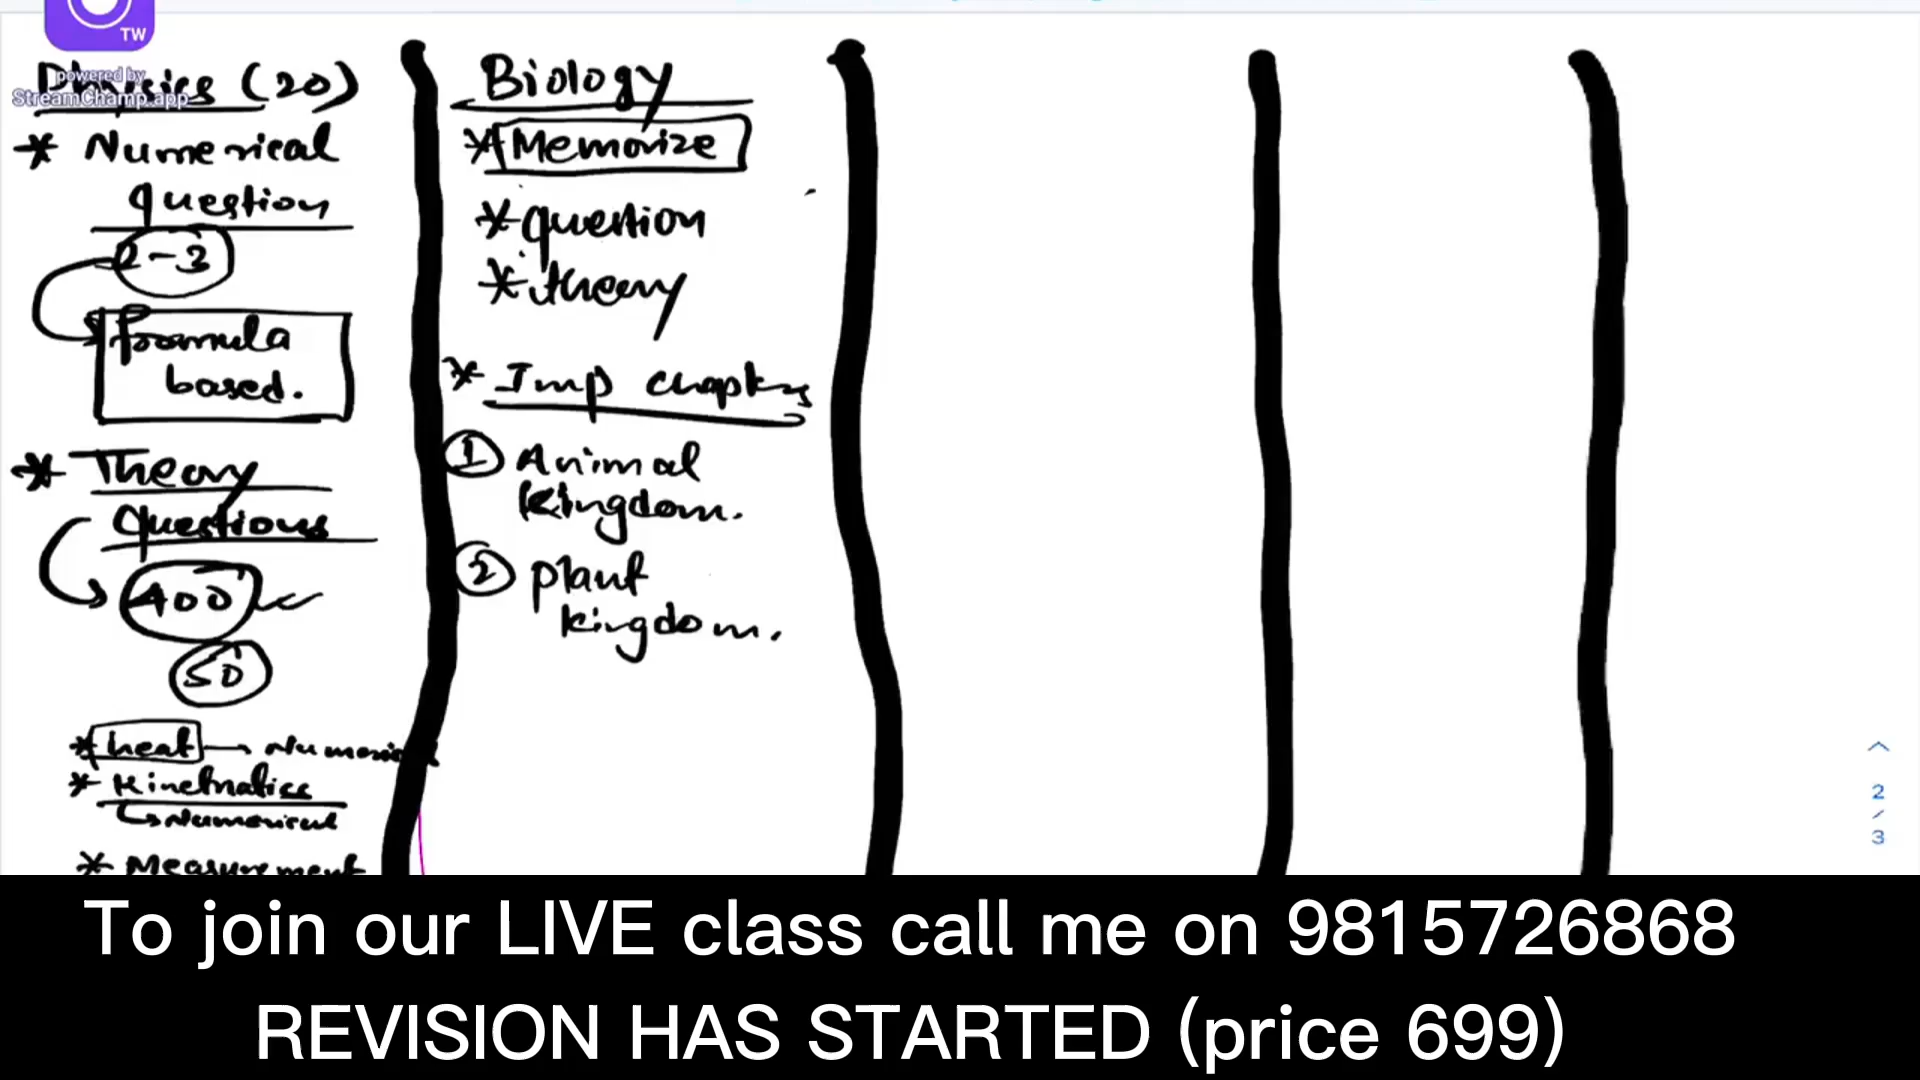 TW
powered by
StreamChamp.app
Physics (20)
* Numerical
question
2-3
formula
based.
* Theory
Questions
400
50
* heat → Numerical
* Kinematics
↳ Numerical
* Measurement
Biology
* Memorize
* question
* theory
* Imp chapters
① Animal
kingdom.
② plant
kingdom.
2
/
3
To join our LIVE class call me on 9815726868
REVISION HAS STARTED (price 699)